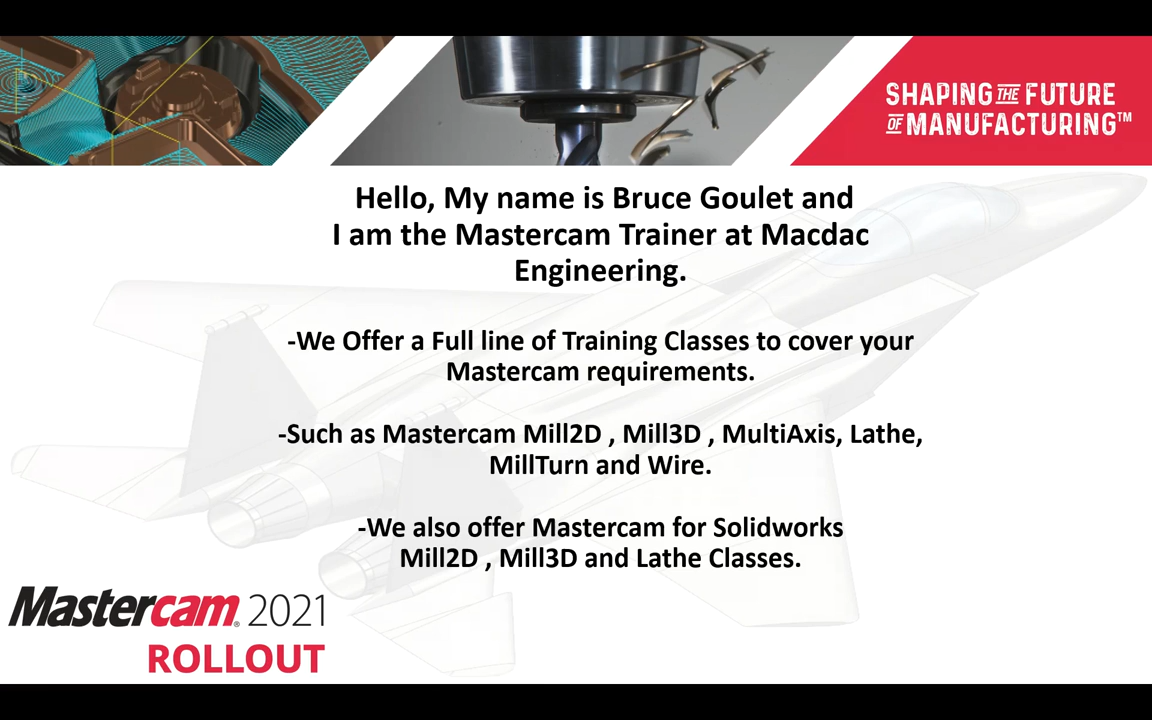 SHAPING THE FUTURE
OF MANUFACTURING™
Hello, My name is Bruce Goulet and
I am the Mastercam Trainer at Macdac
Engineering.
-We Offer a Full line of Training Classes to cover your
Mastercam requirements.
-Such as Mastercam Mill2D , Mill3D , MultiAxis, Lathe,
MillTurn and Wire.
-We also offer Mastercam for Solidworks
Mill2D , Mill3D and Lathe Classes.
Mastercam® 2021
ROLLOUT